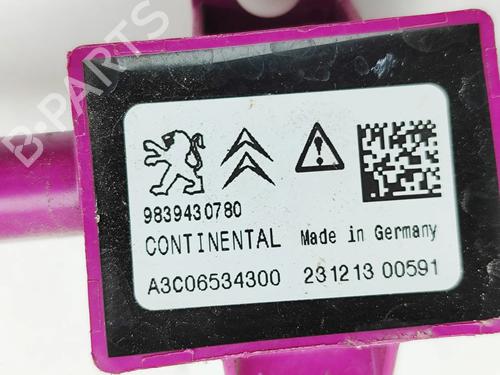 B-PARTS
9839430780
CONTINENTAL Made in Germany
A3C06534300 231213 00591